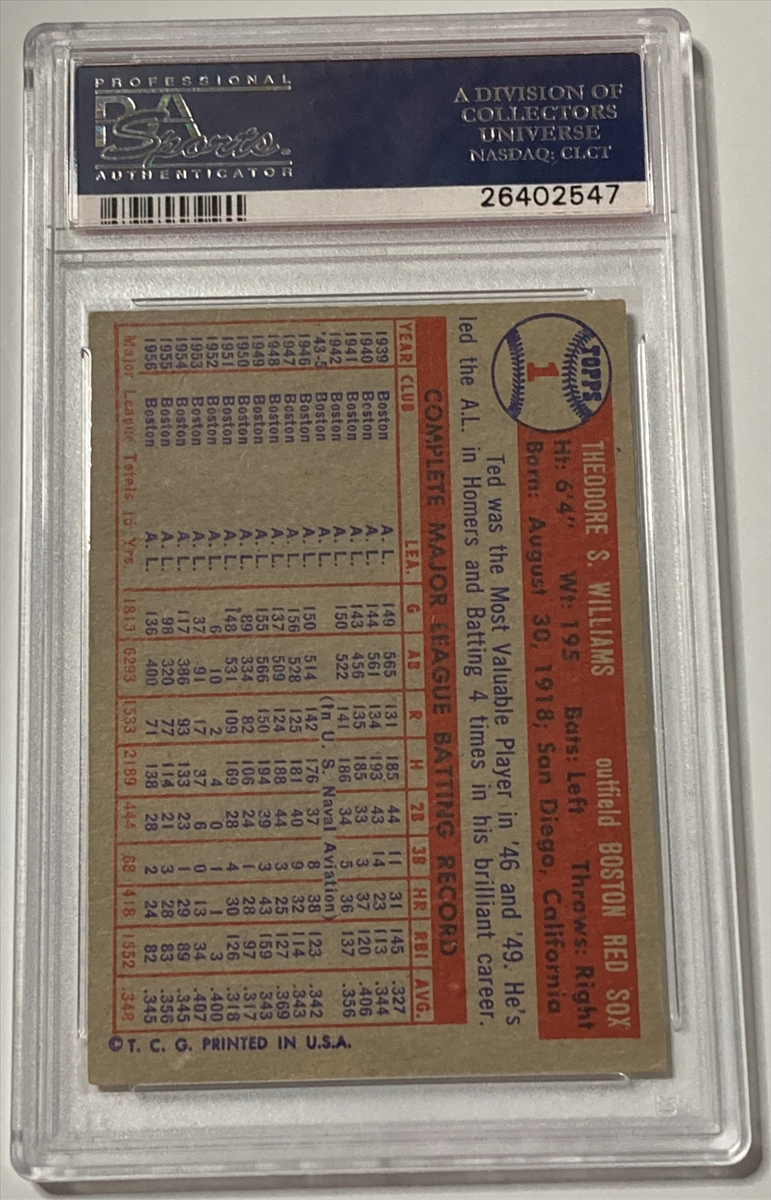 PROFESSIONAL
PSA
Sports
AUTHENTICATOR
A DIVISION OF
COLLECTORS
UNIVERSE
NASDAQ: CLCT
26402547
TOPPS
1
THEODORE S. WILLIAMS outfield BOSTON RED SOX
Ht: 6'4" Wt: 195 Bats: Left Throws: Right
Born: August 30, 1918; San Diego, California
Ted was the Most Valuable Player in '46 and '49. He's
led the A.L. in Homers and Batting 4 times in his brilliant career.
COMPLETE MAJOR LEAGUE BATTING RECORD
YEAR CLUB LEA. G AB R H 2B 3B HR RBI AVG.
1939 Boston A. L. 149 565 131 185 44 11 31 145 .327
1940 Boston A. L. 144 561 134 193 43 14 23 113 .344
1941 Boston A. L. 143 456 135 185 33 3 37 120 .406
1942 Boston A. L. 150 522 141 186 34 5 36 137 .356
'43-5 Boston A. L. (In U. S. Naval Aviation)
1946 Boston A. L. 150 514 142 176 37 8 38 123 .342
1947 Boston A. L. 156 528 125 181 40 9 32 114 .343
1948 Boston A. L. 137 509 124 188 44 3 25 127 .369
1949 Boston A. L. 155 566 150 194 39 3 43 159 .343
1950 Boston A. L. 89 334 82 106 24 1 28 97 .317
1951 Boston A. L. 148 531 109 169 28 4 30 126 .318
1952 Boston A. L. 6 10 2 4 0 1 1 3 .400
1953 Boston A. L. 37 91 17 37 6 0 13 34 .407
1954 Boston A. L. 117 386 93 133 23 1 29 89 .345
1955 Boston A. L. 98 320 77 114 21 3 28 83 .356
1956 Boston A. L. 136 400 71 138 28 2 24 82 .345
Major League Totals 15 Yrs. 1813 6293 1533 2189 444 68 418 1552 .348
© T. C. G. PRINTED IN U.S.A.